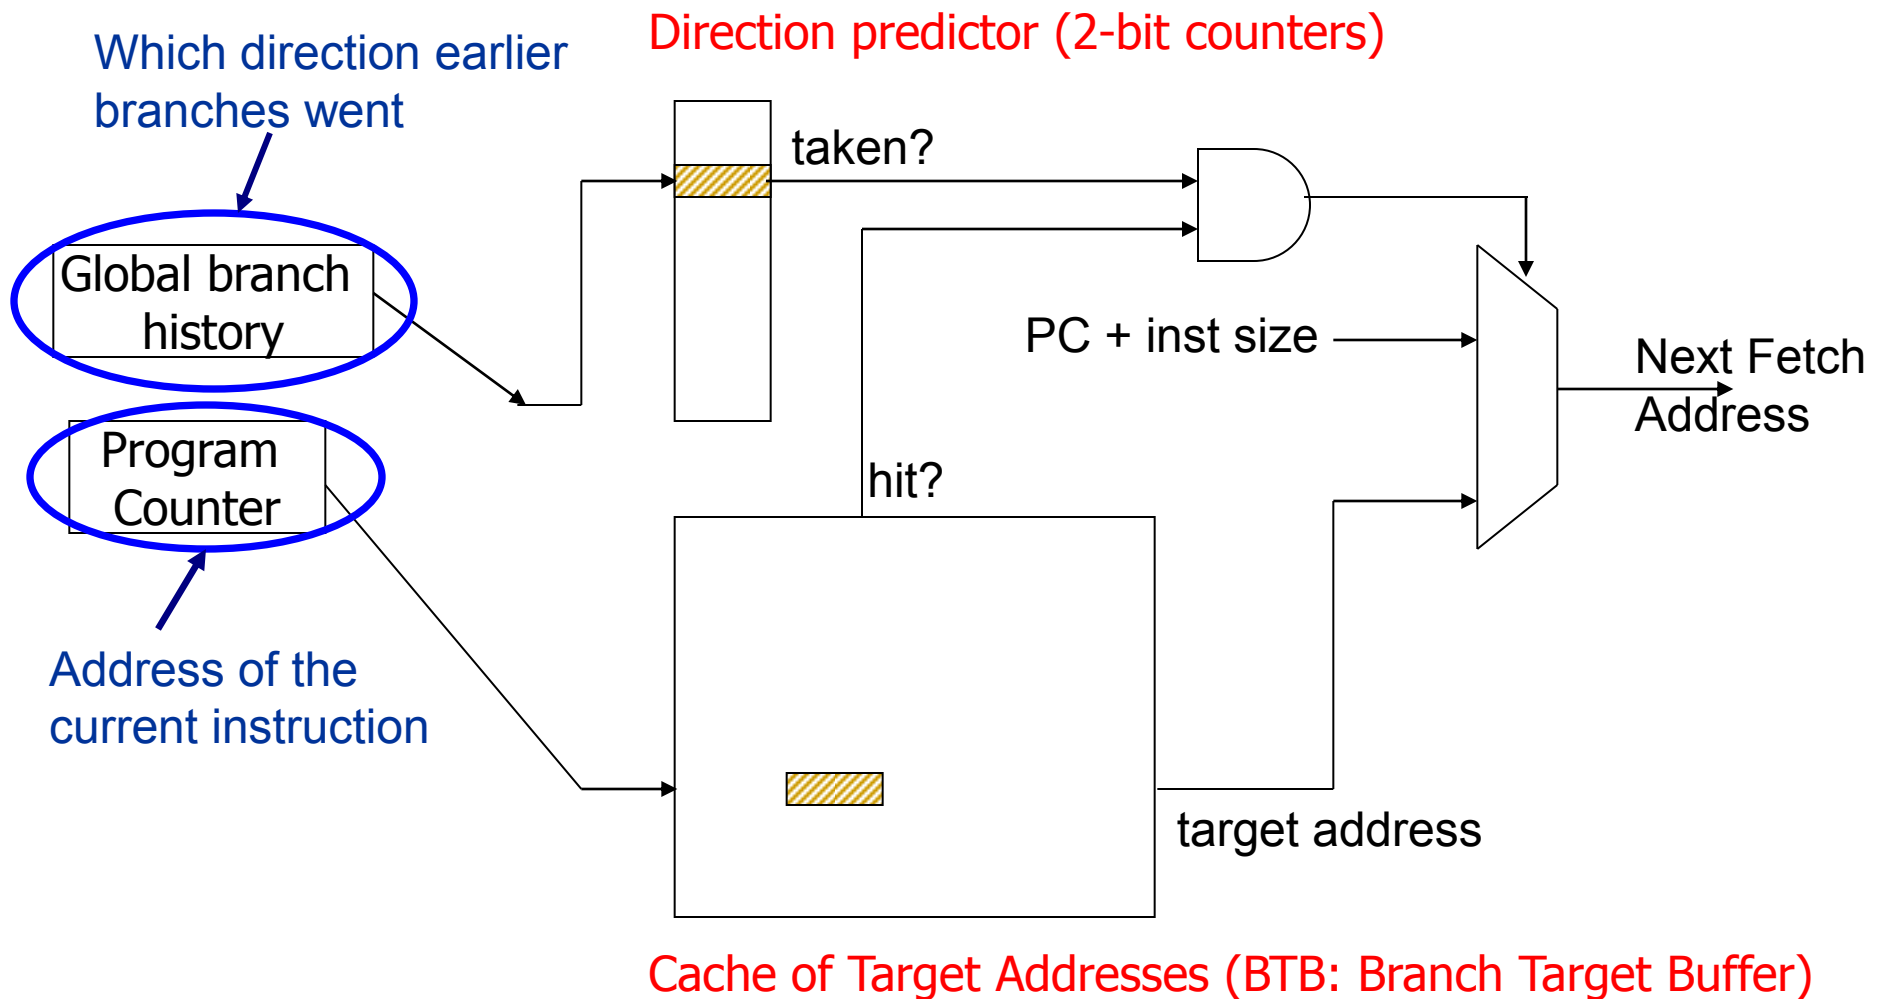 Direction predictor (2-bit counters)
Which direction earlier
branches went
taken?
Global branch
history
PC + inst size
Next Fetch
Address
Program
Counter
hit?
Address of the
current instruction
target address
Cache of Target Addresses (BTB: Branch Target Buffer)